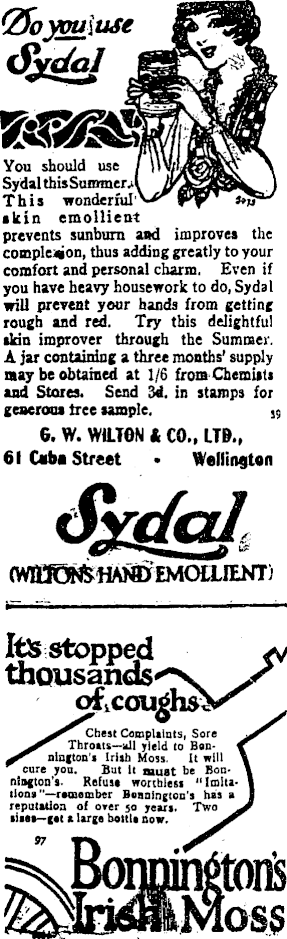 Do you use
Sydal
You should use
Sydal this Summer.
This wonderful
skin emollient
prevents sunburn and improves the
complexion, thus adding greatly to your
comfort and personal charm. Even if
you have heavy housework to do, Sydal
will prevent your hands from getting
rough and red. Try this delightful
skin improver through the Summer.
A jar containing a three months' supply
may be obtained at 1/6 from Chemists
and Stores. Send 3d. in stamps for
generous free sample. 39
G. W. WILTON & CO., LTD.,
61 Cuba Street - Wellington
Sydal
(WILTON'S HAND EMOLLIENT)
It's stopped
thousands
of coughs
Chest Complaints, Sore
Throats—all yield to Bon-
nington's Irish Moss. It will
cure you. But it must be Bon-
nington's. Refuse worthless "Imita-
tions"—remember Bonnington's has a
reputation of over 50 years. Two
sizes—get a large bottle now.
97
Bonnington's
Irish Moss